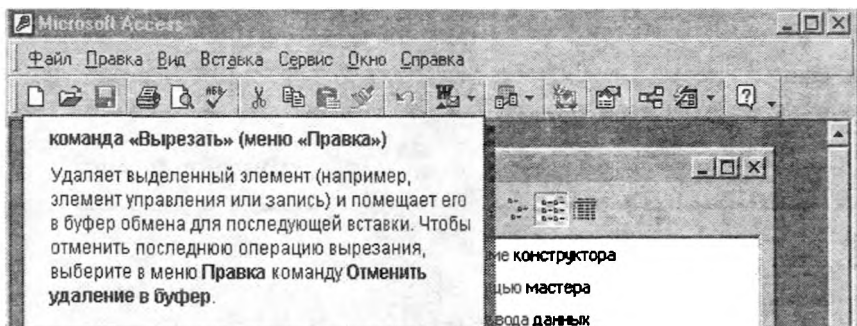 Microsoft Access
Файл Правка Вид Вставка Сервис Окно Справка
команда «Вырезать» (меню «Правка»)
Удаляет выделенный элемент (например,
элемент управления или запись) и помещает его
в буфер обмена для последующей вставки. Чтобы
отменить последнюю операцию вырезания,
выберите в меню Правка команду Отменить
удаление в буфер.
конструктора
мастера
данных